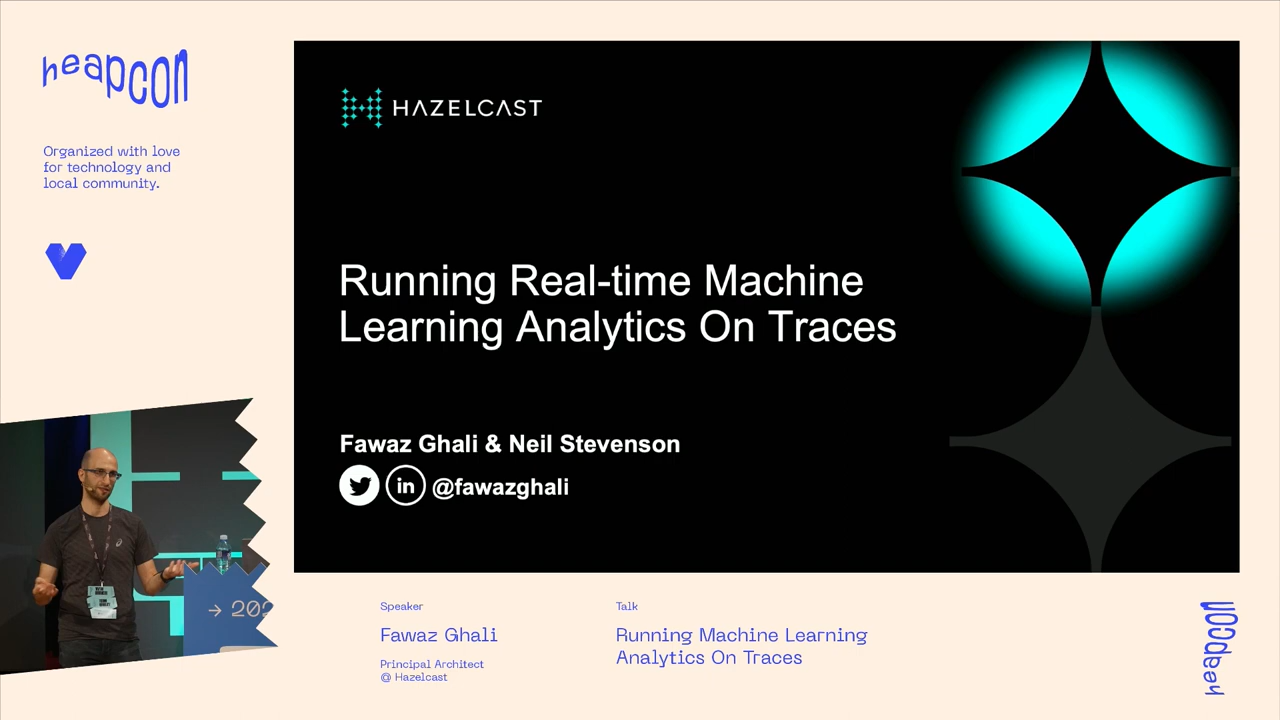 heapcon
Organized with love
for technology and
local community.
HAZELCAST
Running Real-time Machine
Learning Analytics On Traces
Fawaz Ghali & Neil Stevenson
in @fawazghali
→ 202
Speaker
Fawaz Ghali
Principal Architect
@ Hazelcast
Talk
Running Machine Learning
Analytics On Traces
heapcon